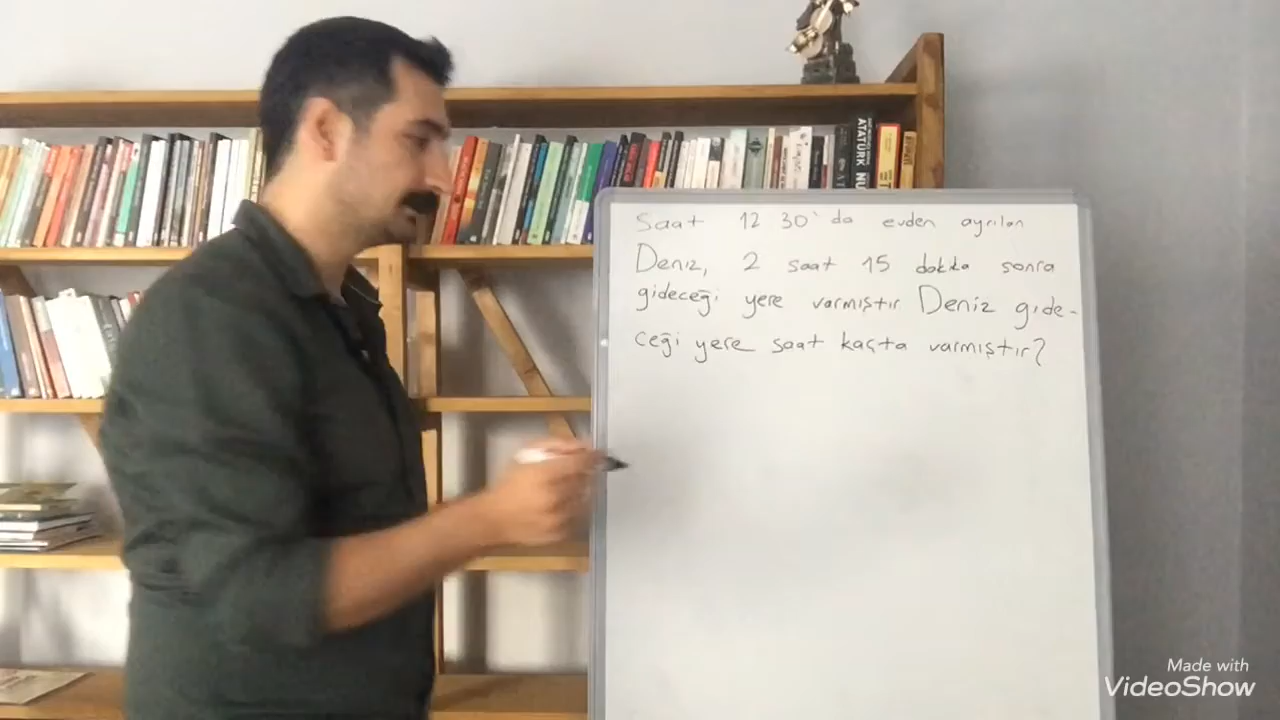 ATATÜRK
Saat 12 30'da evden ayrılan
Deniz, 2 saat 15 dakika sonra
gideceği yere varmıştır Deniz gide-
ceği yere saat kaçta varmıştır?
Made with
VideoShow